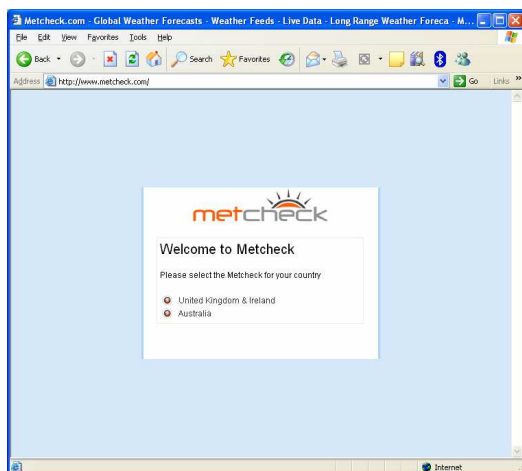 Metcheck.com - Global Weather Forecasts - Weather Feeds - Live Data - Long Range Weather Foreca - M...
File Edit View Favorites Tools Help
Back Search Favorites
Address http://www.metcheck.com/ Go Links »
metcheck
Welcome to Metcheck
Please select the Metcheck for your country
United Kingdom & Ireland
Australia
Internet